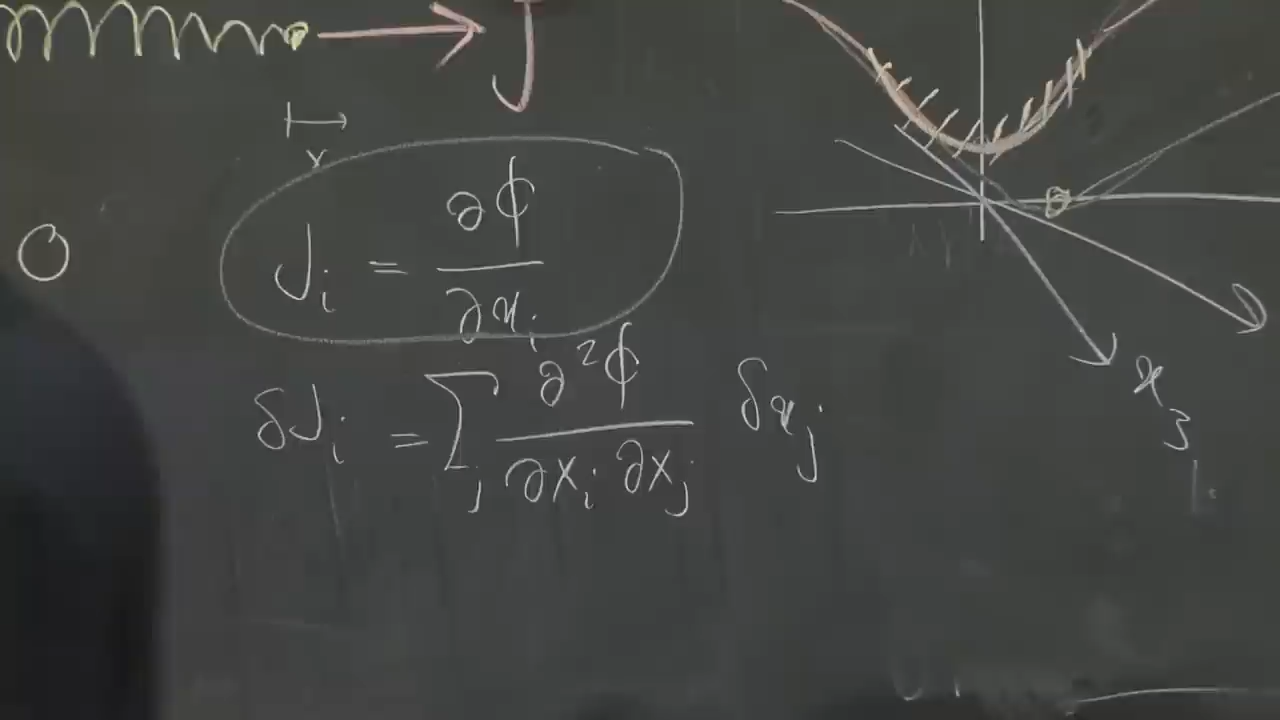 J
x
O
J_i = ∂ϕ/∂x_i
δJ_i = Σ_j ∂²ϕ/∂x_i ∂x_j δx_j
x_3